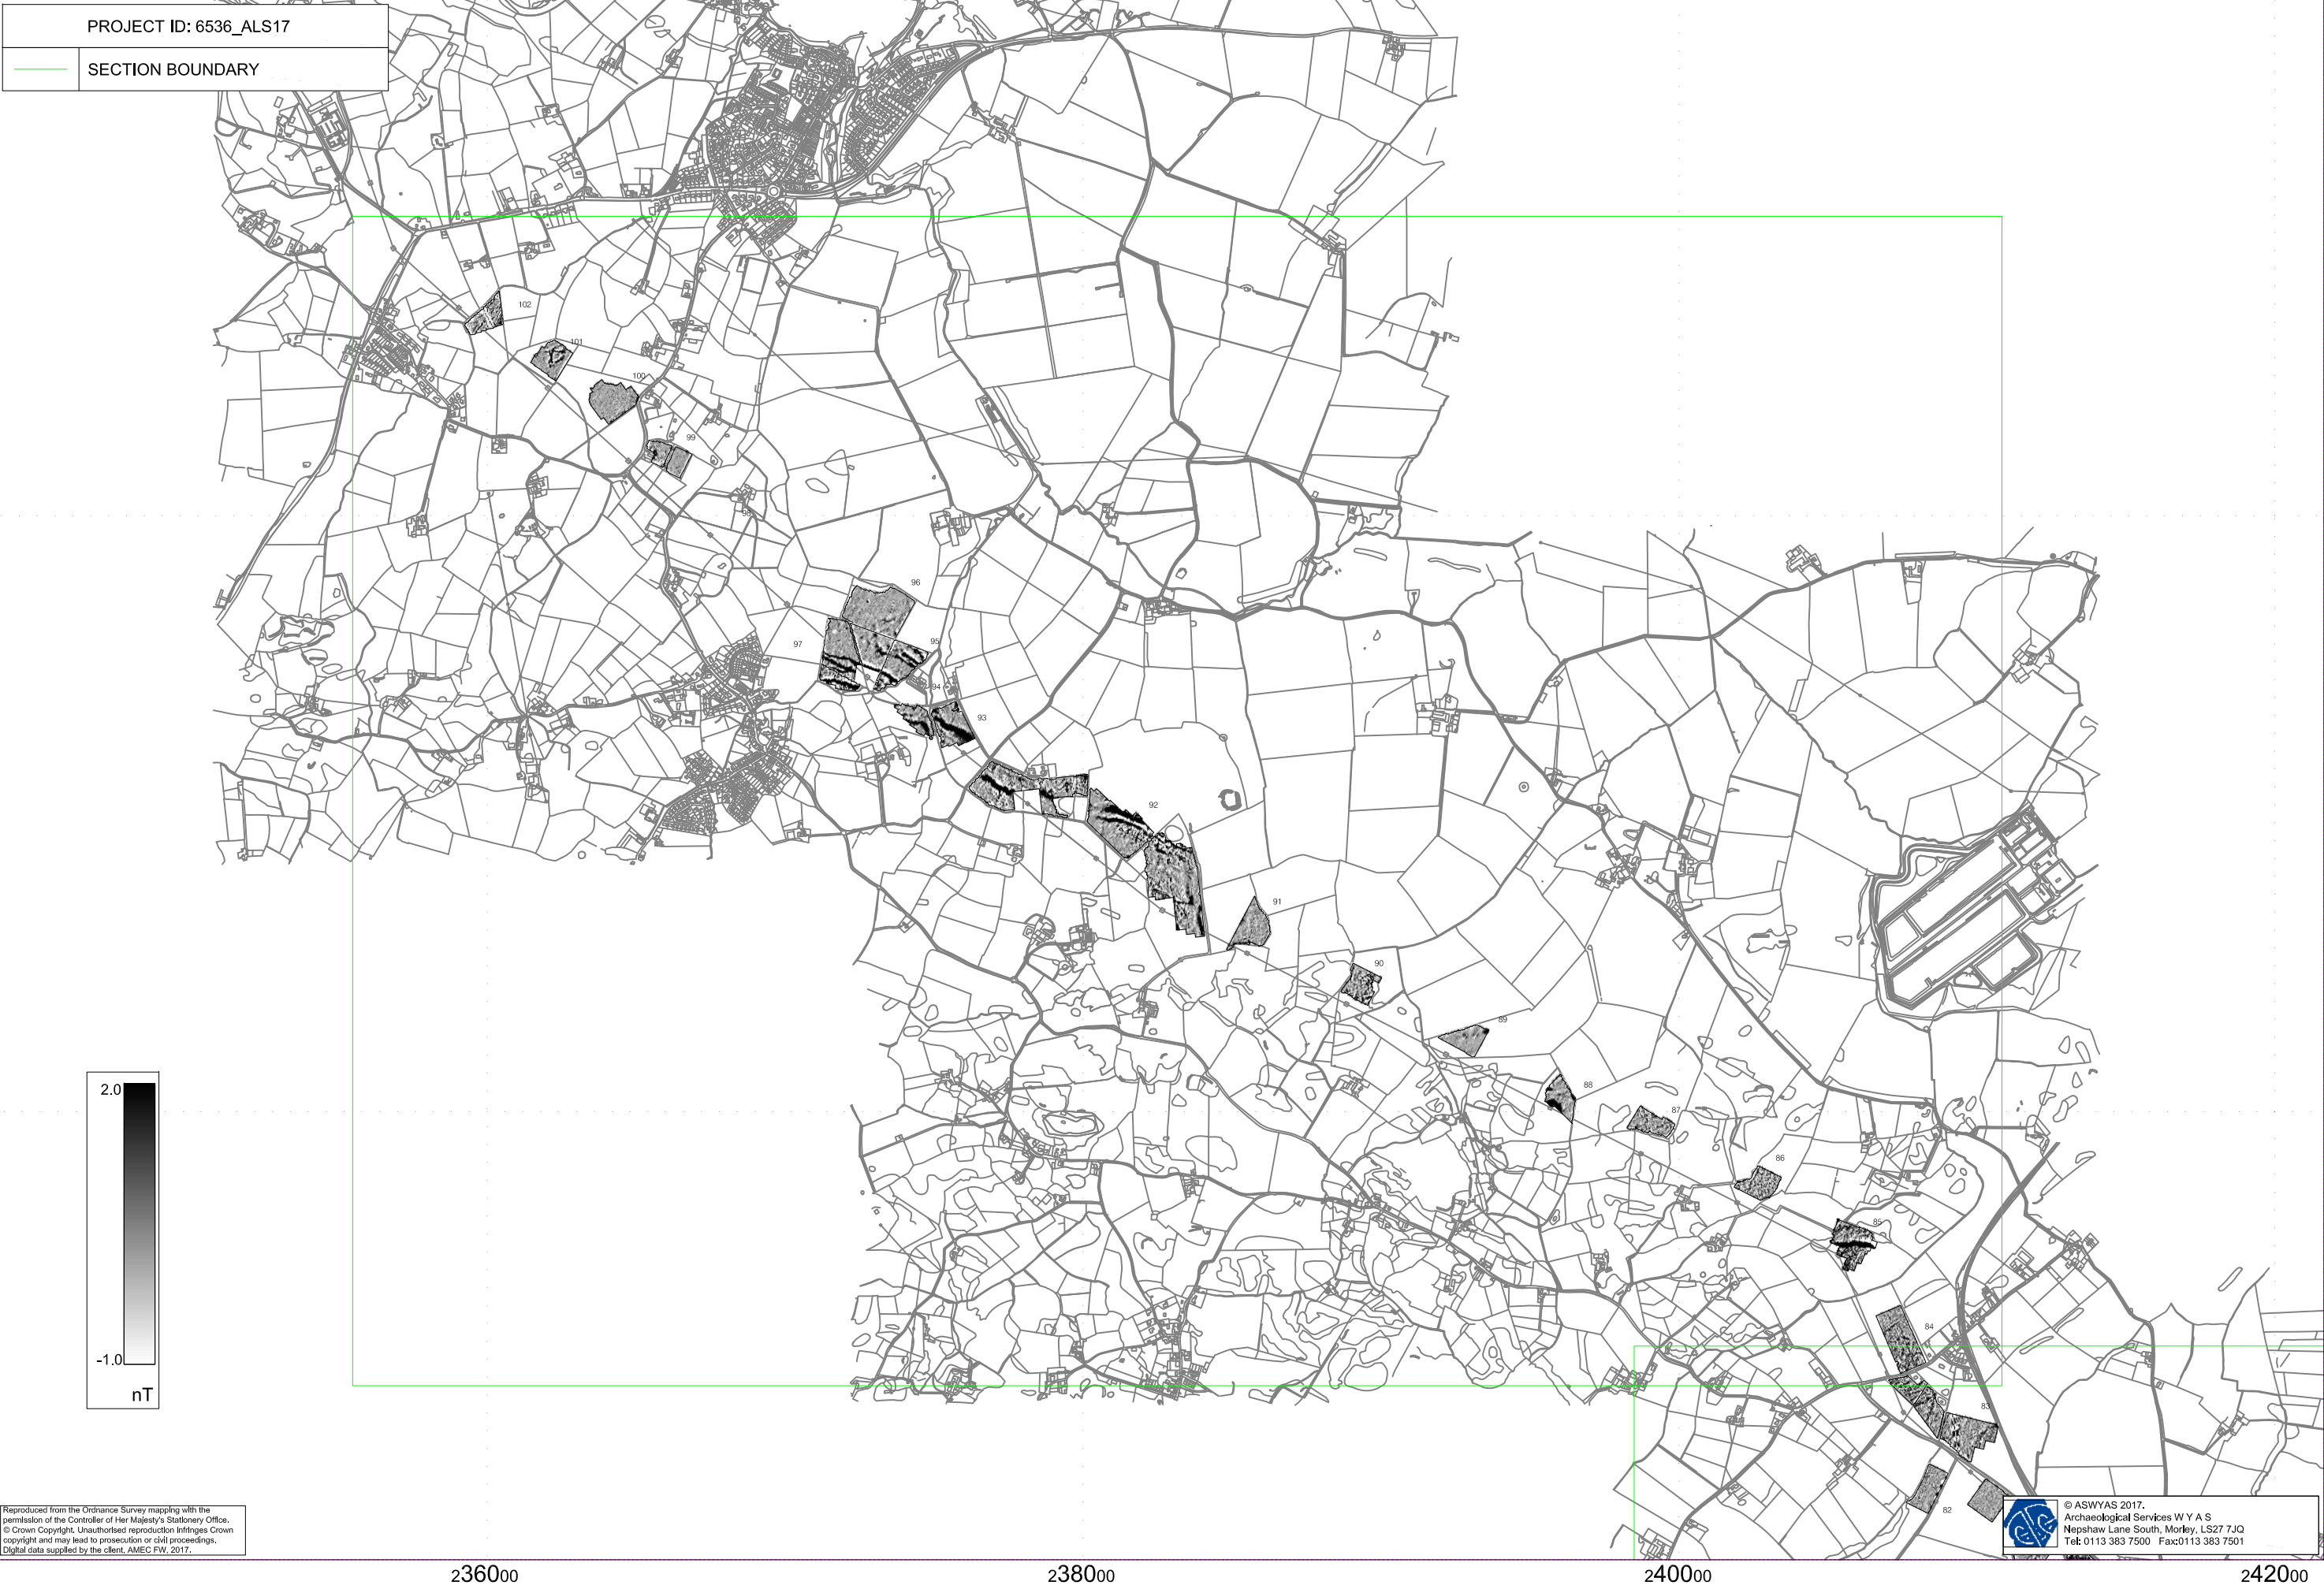 PROJECT ID: 6536_ALS17
SECTION BOUNDARY
102
101
100
99
98
96
97
95
94
93
92
91
90
89
88
87
86
85
84
83
82
2.0
-1.0
nT
Reproduced from the Ordnance Survey mapping with the
permission of the Controller of Her Majesty's Stationery Office.
© Crown Copyright. Unauthorised reproduction infringes Crown
copyright and may lead to prosecution or civil proceedings.
Digital data supplied by the client, AMEC FW, 2017.
© ASWYAS 2017.
Archaeological Services W Y A S
Nepshaw Lane South, Morley, LS27 7JQ
Tel: 0113 383 7500 Fax:0113 383 7501
236000
238000
240000
242000